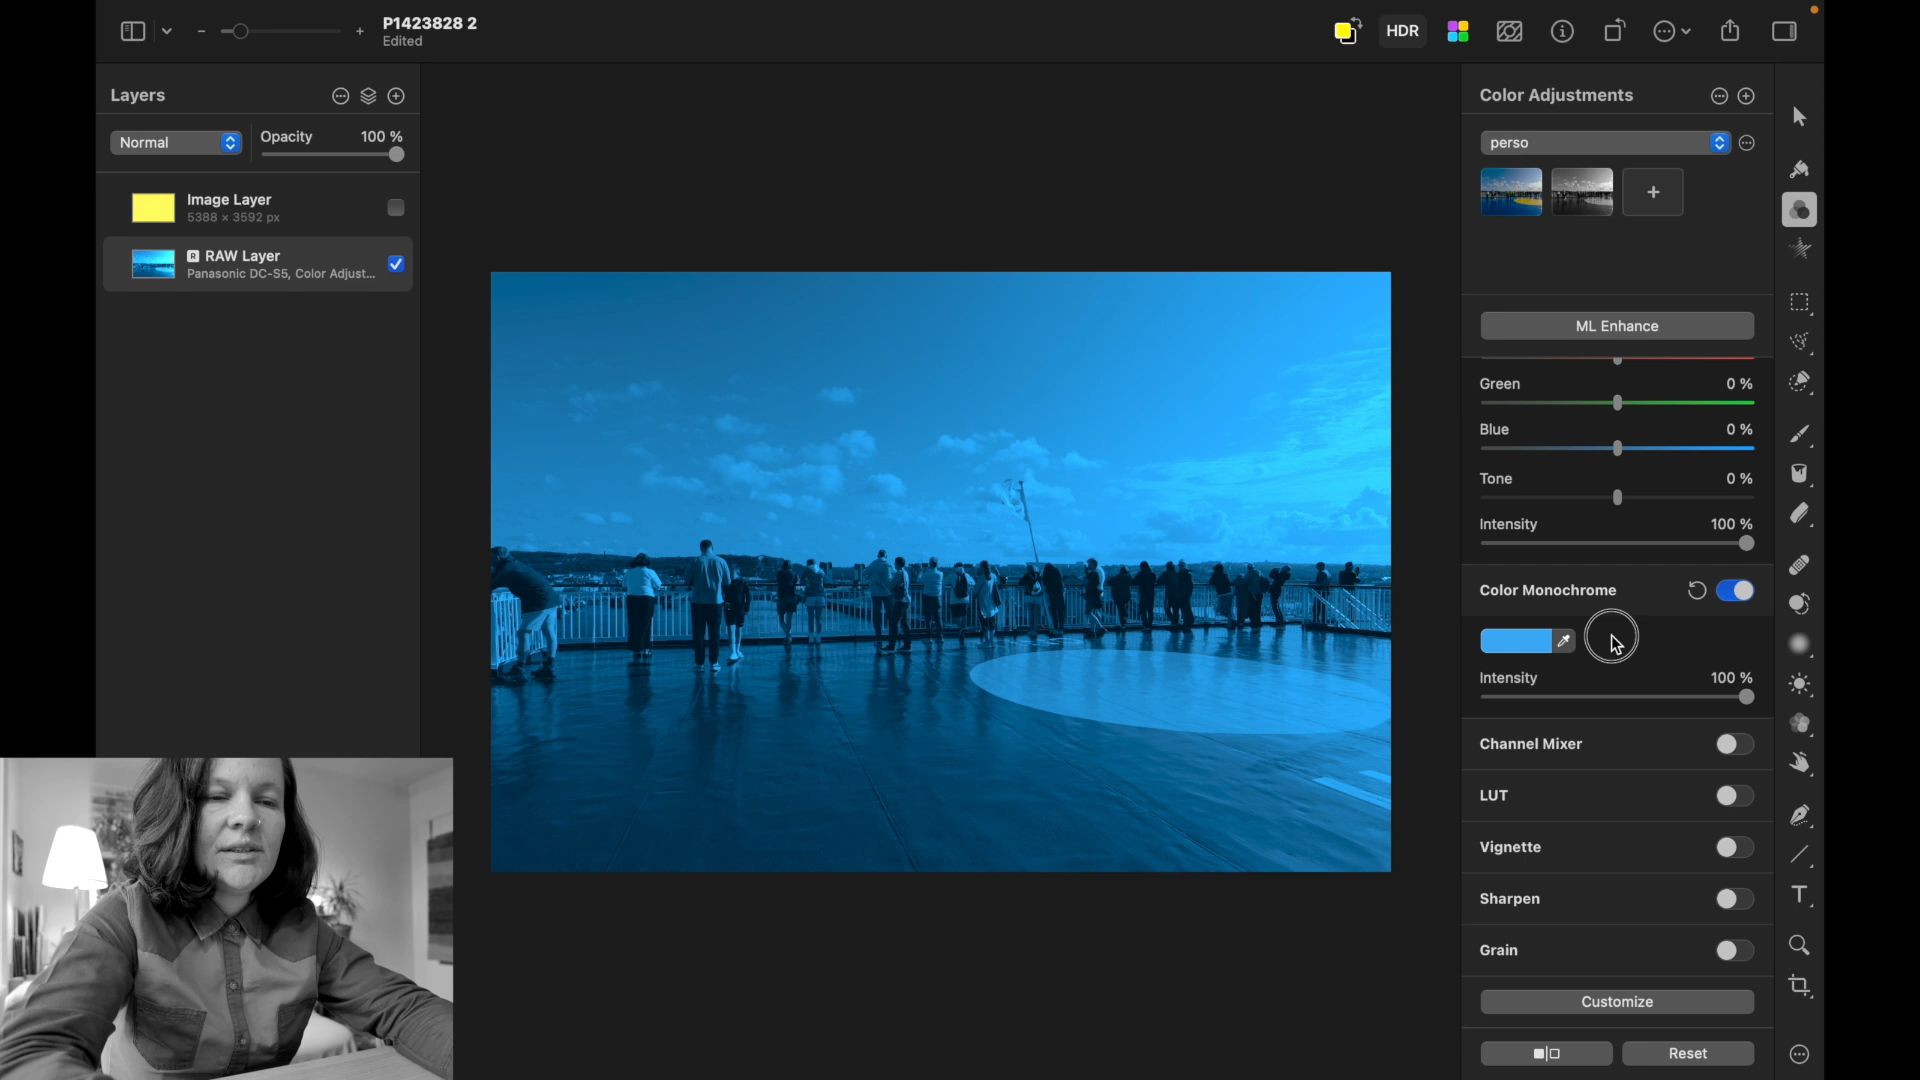 P1423828 2
Edited
HDR
Layers
Normal
Opacity 100 %
Image Layer
5388 × 3592 px
R RAW Layer
Panasonic DC-S5, Color Adjust...
Color Adjustments
perso
ML Enhance
Green 0 %
Blue 0 %
Tone 0 %
Intensity 100 %
Color Monochrome
Intensity 100 %
Channel Mixer
LUT
Vignette
Sharpen
Grain
Customize
Reset